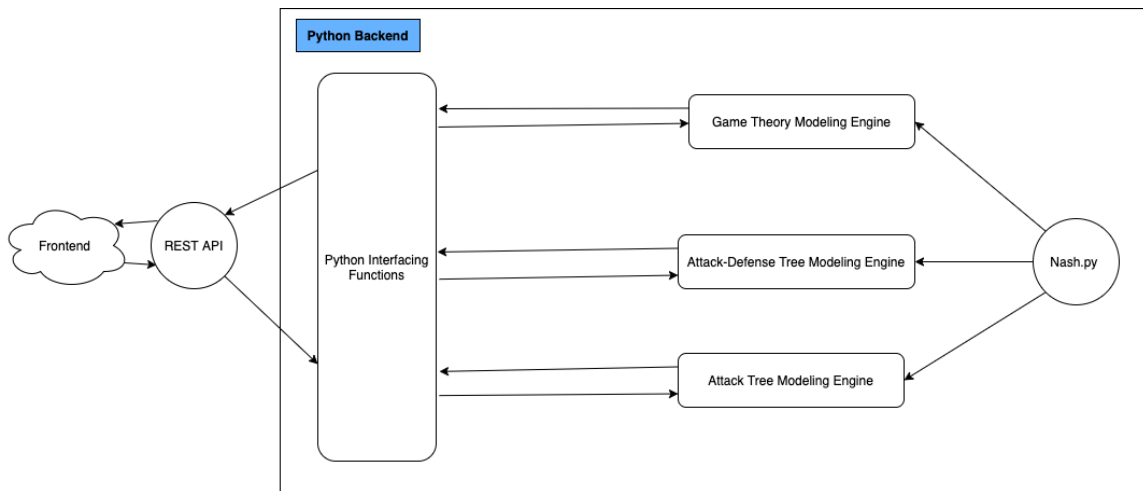 Python Backend
Game Theory Modeling Engine
Frontend
REST API
Python Interfacing
Functions
Attack-Defense Tree Modeling Engine
Nash.py
Attack Tree Modeling Engine